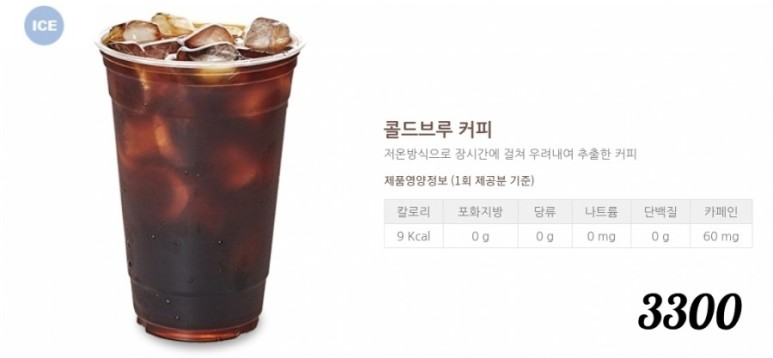 ICE
콜드브루 커피
저온방식으로 장시간에 걸쳐 우려내여 추출한 커피
제품영양정보 (1회 제공분 기준)
칼로리 포화지방 당류 나트륨 단백질 카페인
9 Kcal 0 g 0 g 0 mg 0 g 60 mg
3300